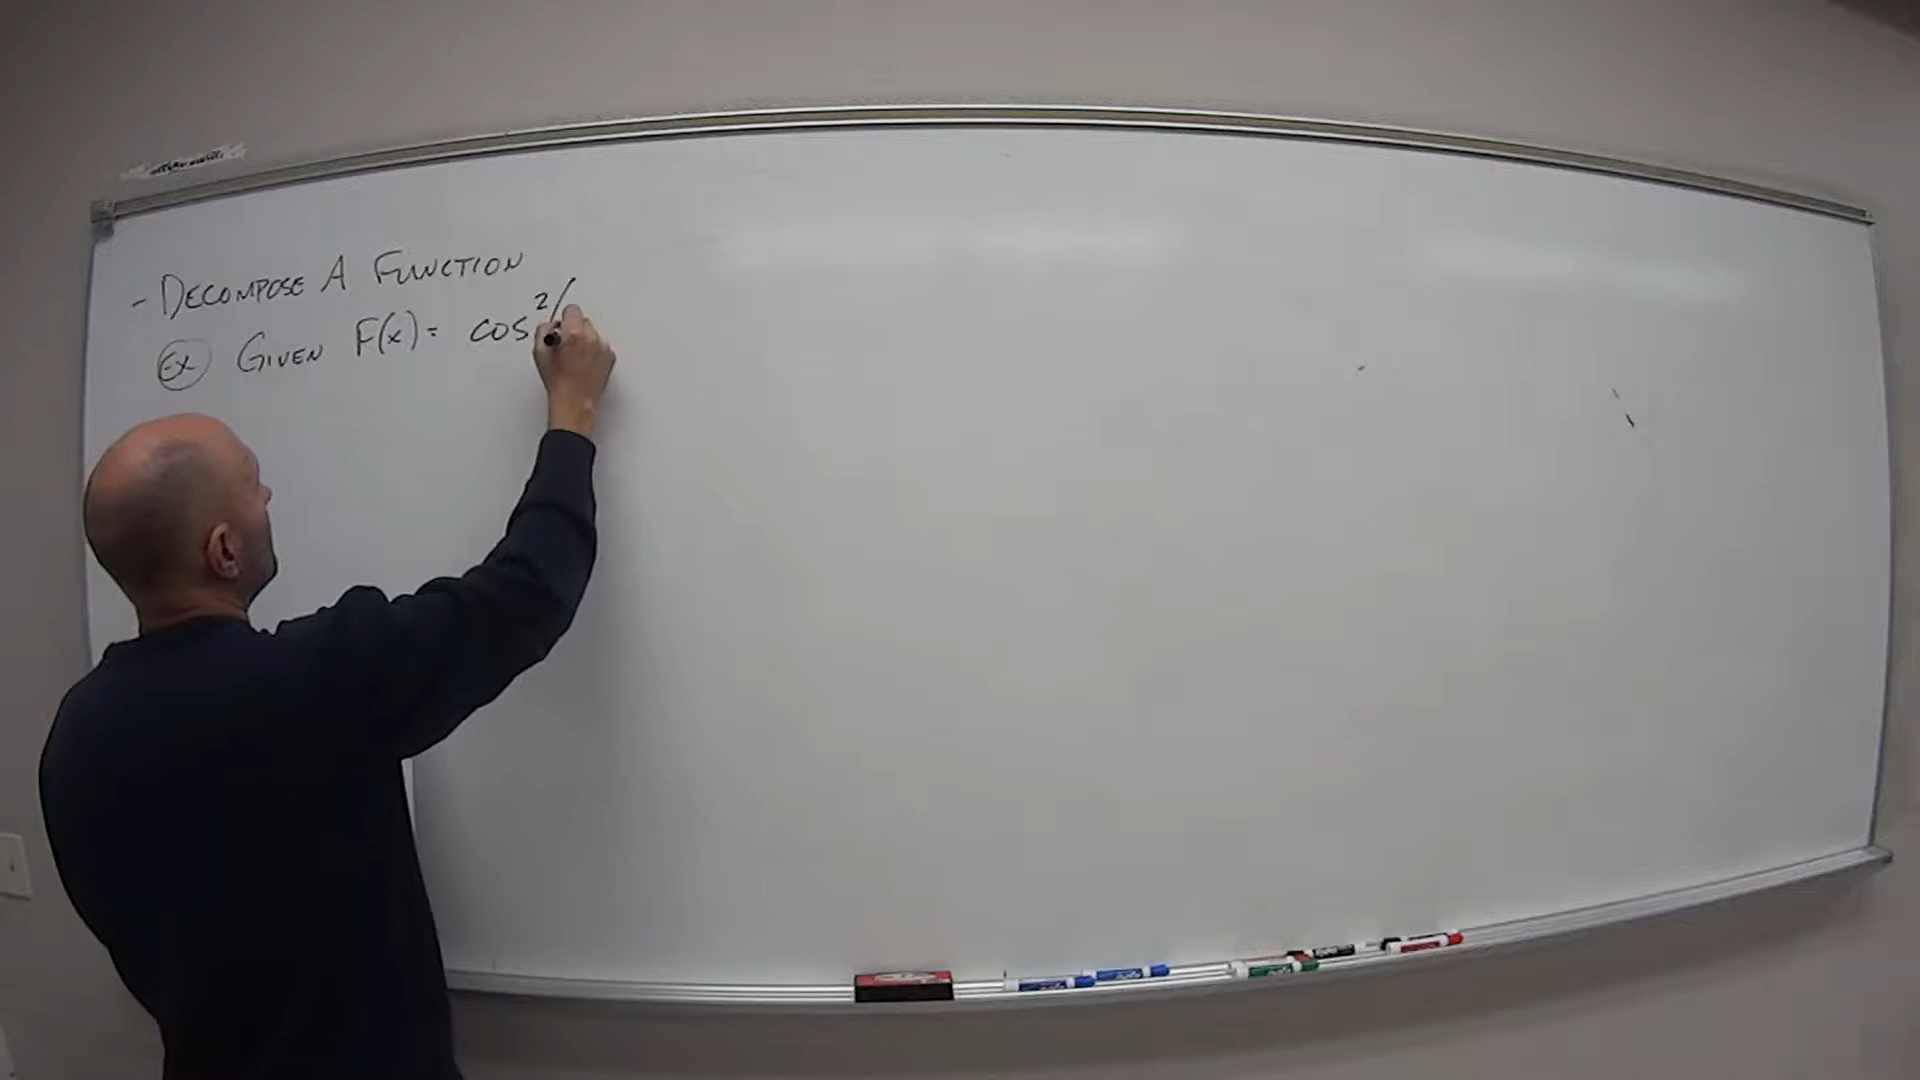 - DECOMPOSE A FUNCTION
Ex GIVEN F(x) = cos²(